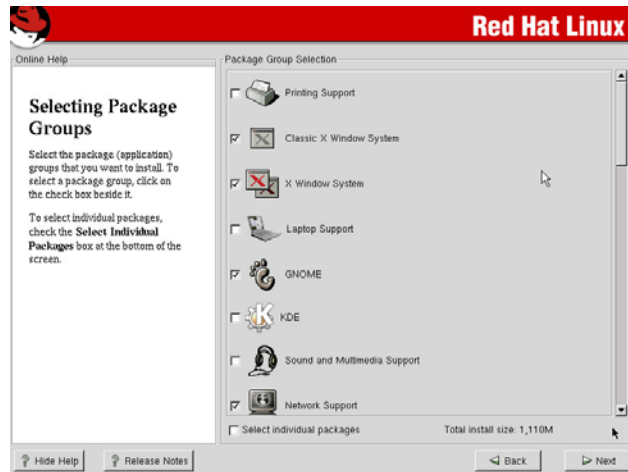 Red Hat Linux
Online Help
Selecting Package
Groups
Select the package (application)
groups that you want to install. To
select a package group, click on
the check box beside it.
To select individual packages,
check the Select Individual
Packages box at the bottom of the
screen.
Package Group Selection
Printing Support
Classic X Window System
X Window System
Laptop Support
GNOME
KDE
Sound and Multimedia Support
Network Support
Select individual packages
Total install size: 1,110M
Hide Help
Release Notes
Back
Next